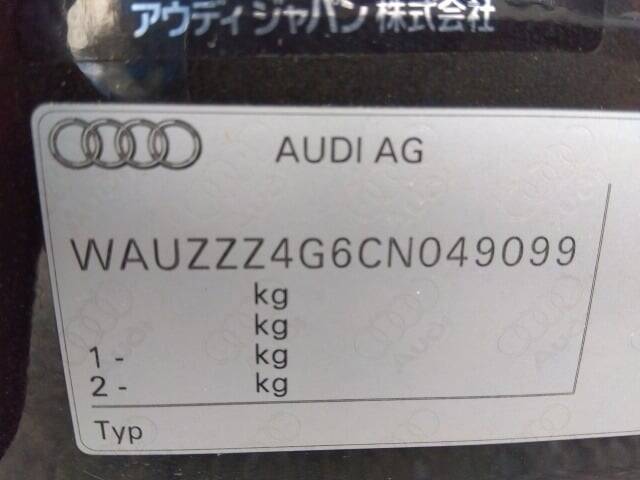 アウディジャパン株式会社
AUDI AG
WAUZZZ4G6CN049099
kg
kg
1 - kg
2 - kg
Typ